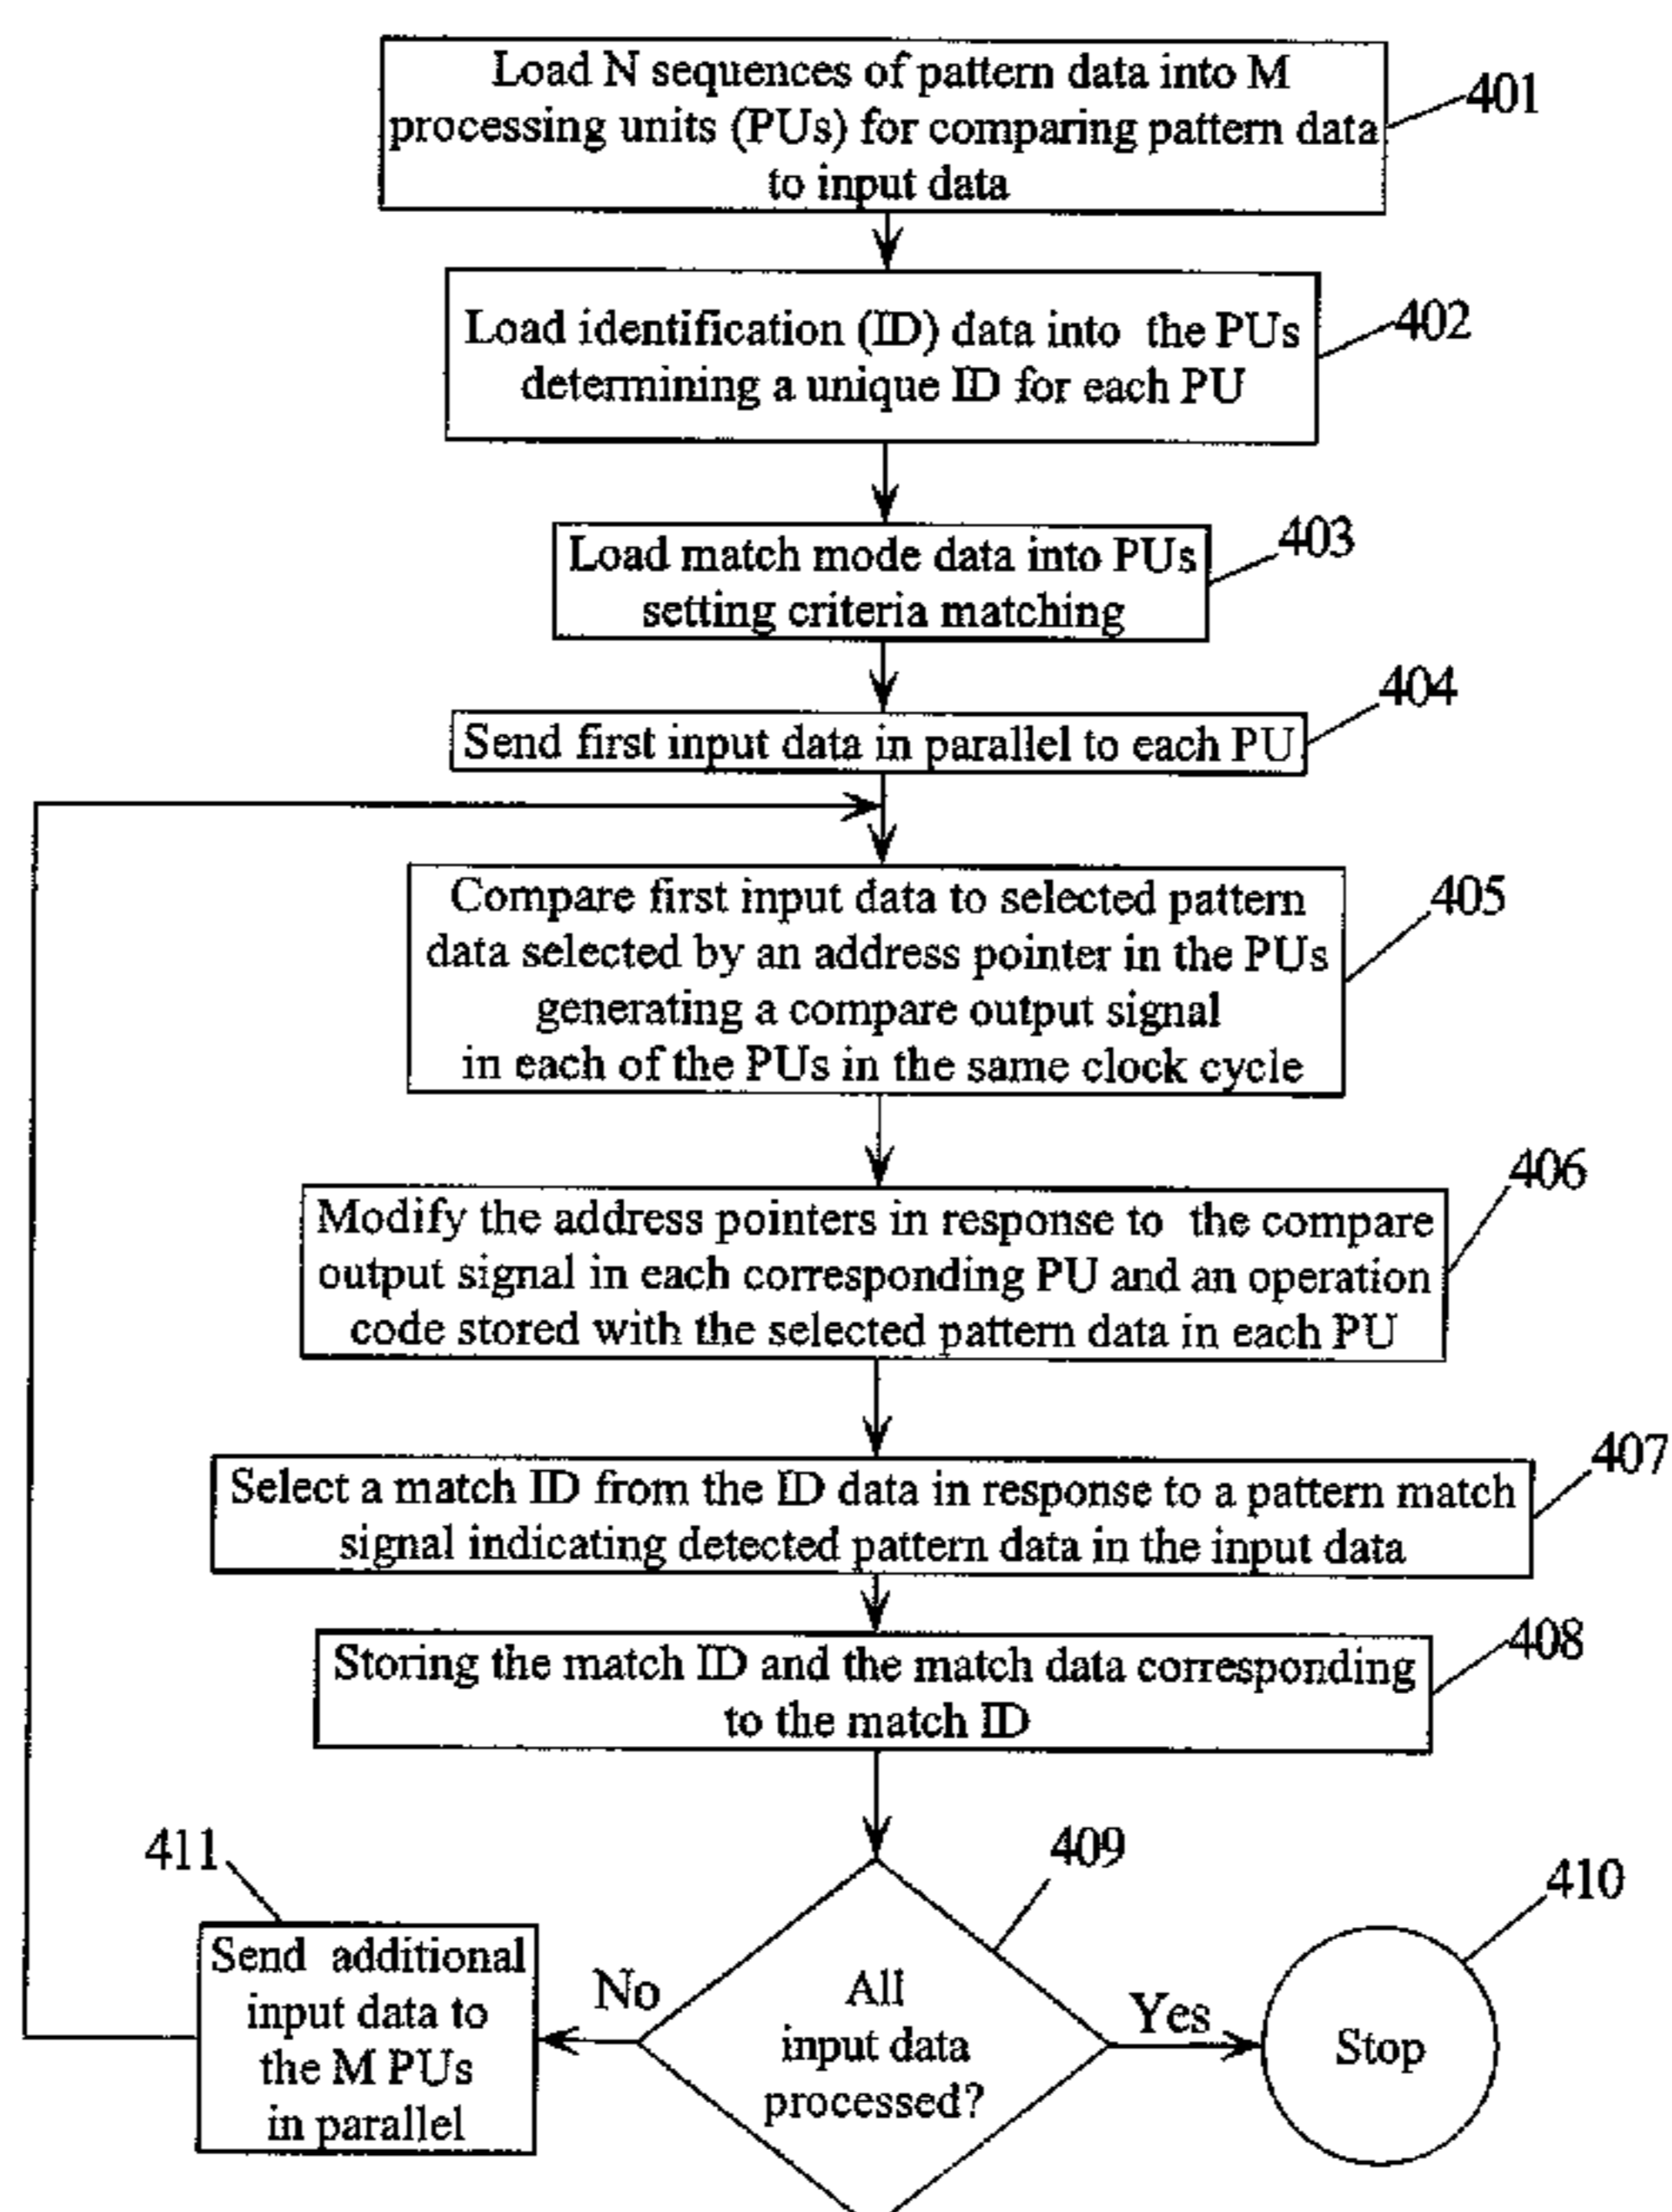 Load N sequences of pattern data into M
processing units (PUs) for comparing pattern data
to input data
401
Load identification (ID) data into the PUs
determining a unique ID for each PU
402
Load match mode data into PUs
setting criteria matching
403
Send first input data in parallel to each PU
404
Compare first input data to selected pattern
data selected by an address pointer in the PUs
generating a compare output signal
in each of the PUs in the same clock cycle
405
Modify the address pointers in response to the compare
output signal in each corresponding PU and an operation
code stored with the selected pattern data in each PU
406
Select a match ID from the ID data in response to a pattern match
signal indicating detected pattern data in the input data
407
Storing the match ID and the match data corresponding
to the match ID
408
409
All
input data
processed?
Yes
Stop
410
No
411
Send additional
input data to
the M PUs
in parallel